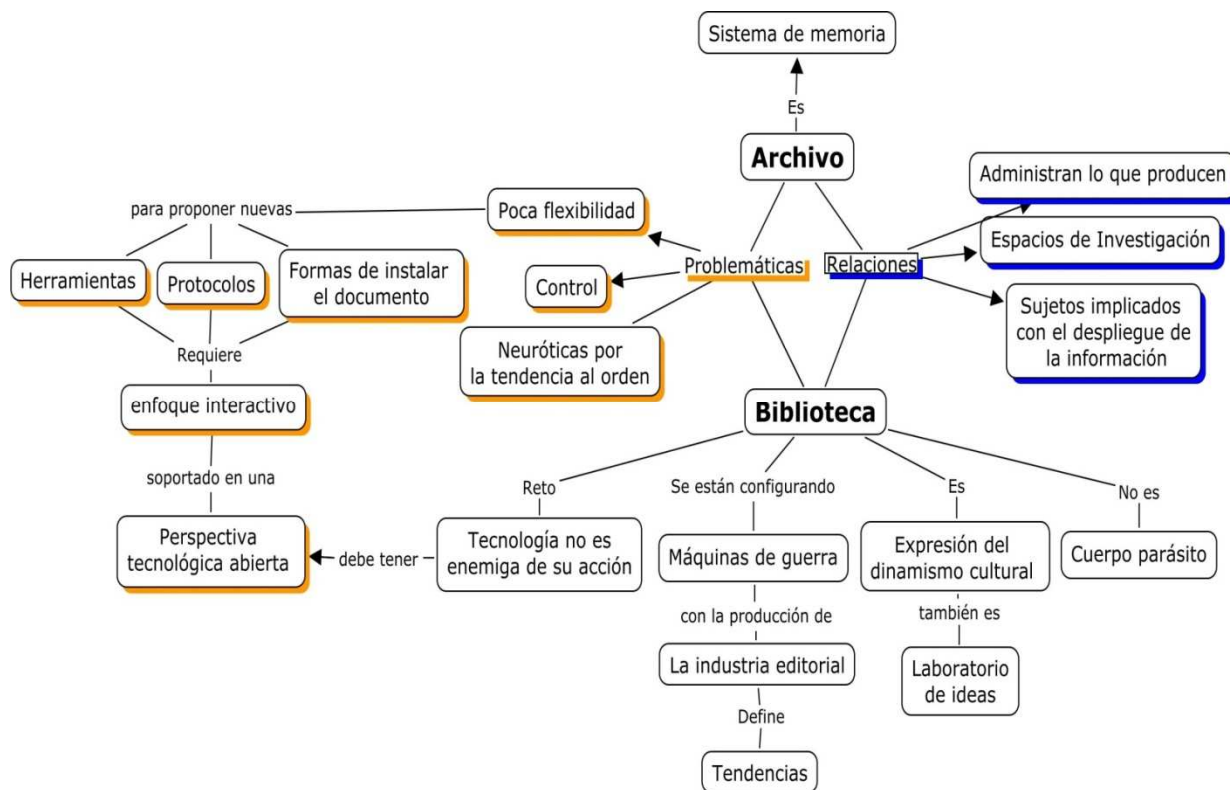 Sistema de memoria
Es
Archivo
Administran lo que producen
para proponer nuevas
Poca flexibilidad
Espacios de Investigación
Herramientas
Protocolos
Formas de instalar
el documento
Control
Problemáticas
Relaciones
Sujetos implicados
con el despliegue de
la información
Neuróticas por
la tendencia al orden
Requiere
enfoque interactivo
Biblioteca
soportado en una
Reto
Se están configurando
Es
No es
Perspectiva
tecnológica abierta
debe tener
Tecnología no es
enemiga de su acción
Máquinas de guerra
Expresión del
dinamismo cultural
Cuerpo parásito
con la producción de
también es
La industria editorial
Laboratorio
de ideas
Define
Tendencias